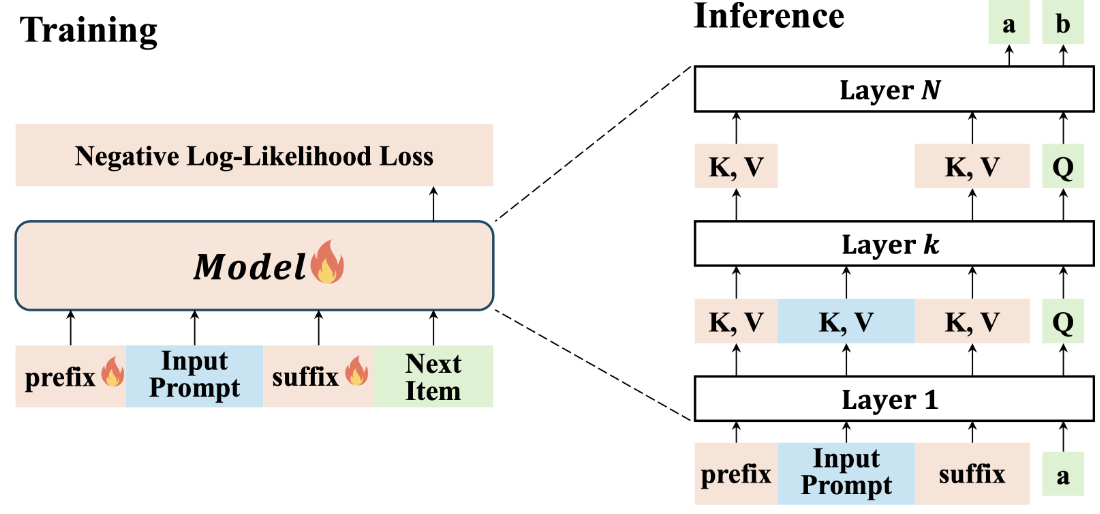 Training
Negative Log-Likelihood Loss
Model
prefix
Input
Prompt
suffix
Next
Item
Inference
a
b
Layer N
K, V
K, V
Q
Layer k
K, V
K, V
K, V
Q
Layer 1
prefix
Input
Prompt
suffix
a